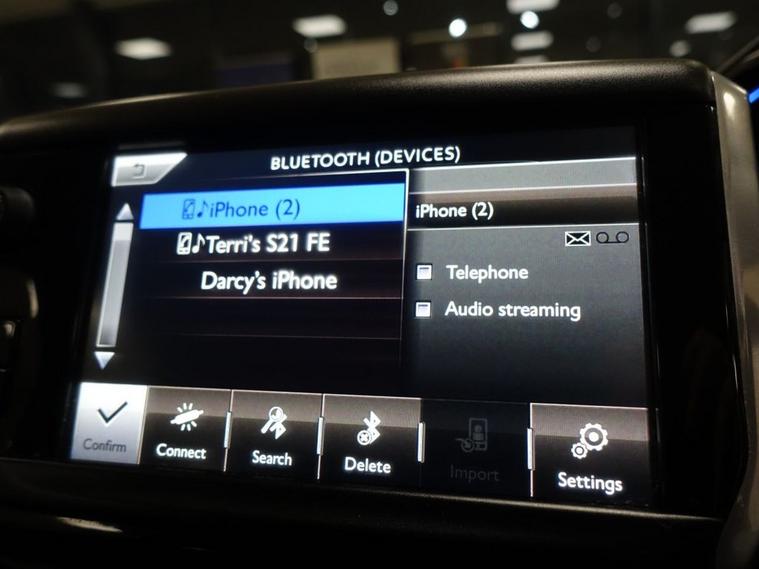 BLUETOOTH (DEVICES)
iPhone (2)
iPhone (2)
Terri's S21 FE
Darcy's iPhone
Telephone
Audio streaming
Confirm
Connect
Search
Delete
Import
Settings